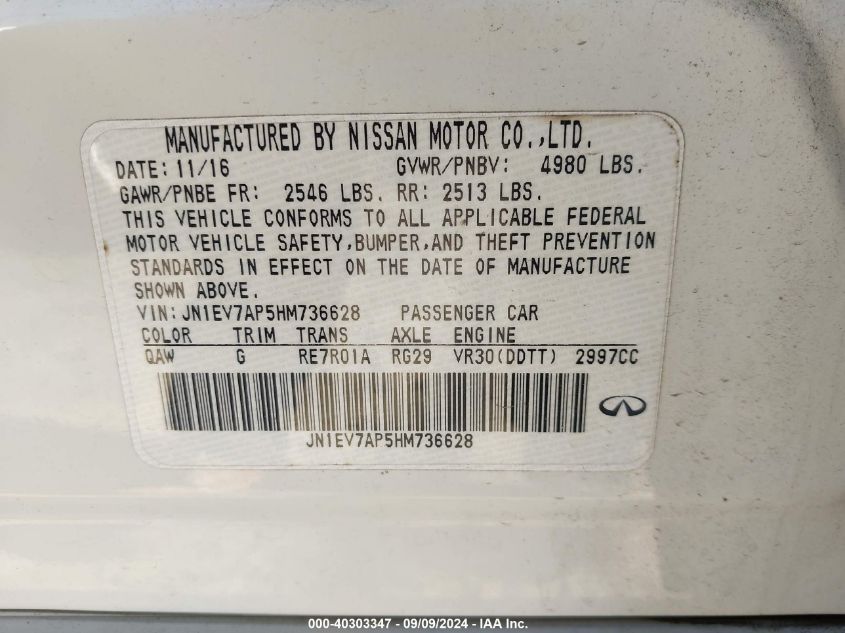 MANUFACTURED BY NISSAN MOTOR CO.,LTD.
DATE: 11/16 GVWR/PNBV: 4980 LBS.
GAWR/PNBE FR: 2546 LBS. RR: 2513 LBS.
THIS VEHICLE CONFORMS TO ALL APPLICABLE FEDERAL
MOTOR VEHICLE SAFETY,BUMPER,AND THEFT PREVENTION
STANDARDS IN EFFECT ON THE DATE OF MANUFACTURE
SHOWN ABOVE.
VIN: JN1EV7AP5HM736628 PASSENGER CAR
COLOR TRIM TRANS AXLE ENGINE
QAW G RE7R01A RG29 VR30(DDTT) 2997CC
JN1EV7AP5HM736628
000-40303347 - 09/09/2024 - IAA Inc.